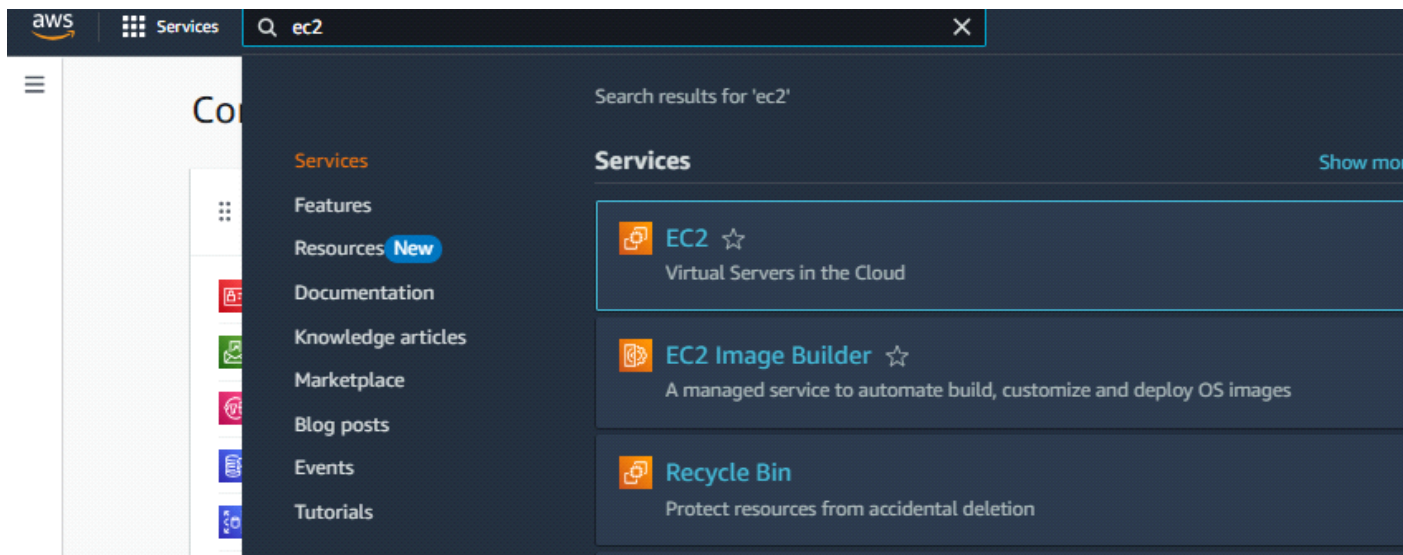 aws
Services
ec2
Search results for 'ec2'
Services
Features
Resources New
Documentation
Knowledge articles
Marketplace
Blog posts
Events
Tutorials
Services
EC2
Virtual Servers in the Cloud
EC2 Image Builder
A managed service to automate build, customize and deploy OS images
Recycle Bin
Protect resources from accidental deletion